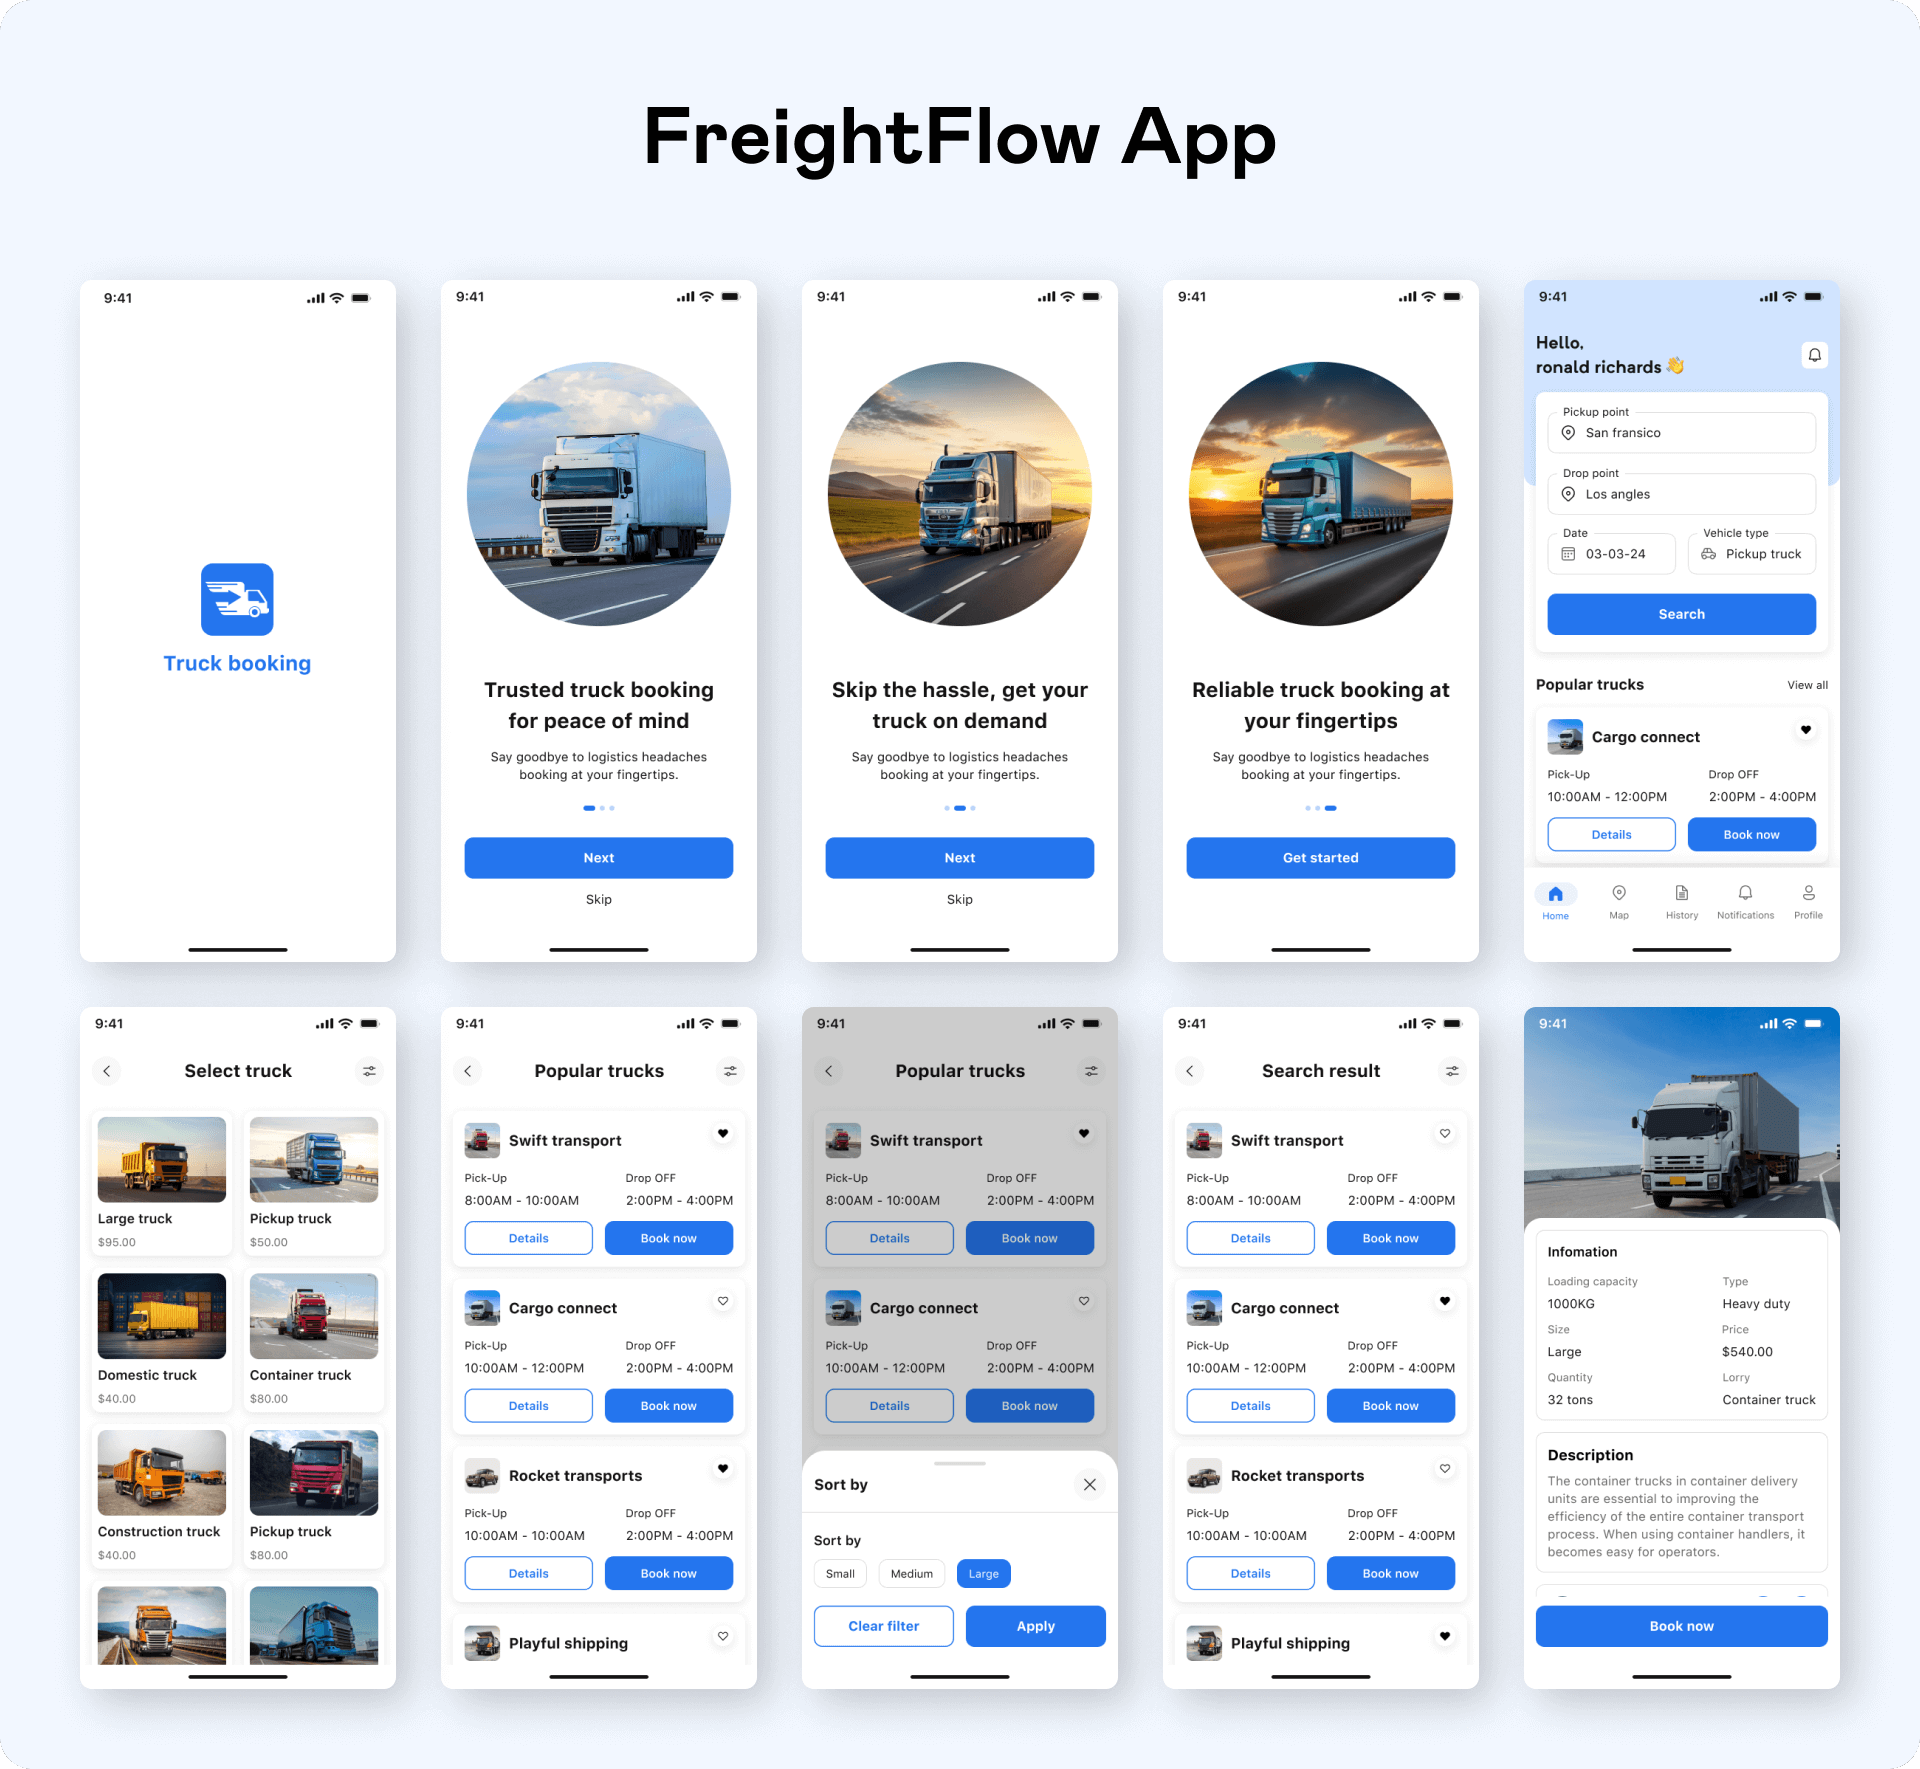 FreightFlow App
9:41
Truck booking
9:41
Trusted truck booking
for peace of mind
Say goodbye to logistics headaches
booking at your fingertips.
Next
Skip
9:41
Skip the hassle, get your
truck on demand
Say goodbye to logistics headaches
booking at your fingertips.
Next
Skip
9:41
Reliable truck booking at
your fingertips
Say goodbye to logistics headaches
booking at your fingertips.
Get started
9:41
Hello,
ronald richards 👋
Pickup point
San fransico
Drop point
Los angles
Date
03-03-24
Vehicle type
Pickup truck
Search
Popular trucks
View all
Cargo connect
Pick-Up
Drop OFF
10:00AM - 12:00PM
2:00PM - 4:00PM
Details
Book now
Home
Map
History
Notifications
Profile
9:41
Select truck
Large truck
$95.00
Pickup truck
$50.00
Domestic truck
$40.00
Container truck
$80.00
Construction truck
$40.00
Pickup truck
$80.00
9:41
Popular trucks
Swift transport
Pick-Up
Drop OFF
8:00AM - 10:00AM
2:00PM - 4:00PM
Details
Book now
Cargo connect
Pick-Up
Drop OFF
10:00AM - 12:00PM
2:00PM - 4:00PM
Details
Book now
Rocket transports
Pick-Up
Drop OFF
10:00AM - 10:00AM
2:00PM - 4:00PM
Details
Book now
Playful shipping
9:41
Popular trucks
Swift transport
Pick-Up
Drop OFF
8:00AM - 10:00AM
2:00PM - 4:00PM
Details
Book now
Cargo connect
Pick-Up
Drop OFF
10:00AM - 12:00PM
2:00PM - 4:00PM
Details
Book now
Sort by
Sort by
Small
Medium
Large
Clear filter
Apply
9:41
Search result
Swift transport
Pick-Up
Drop OFF
8:00AM - 10:00AM
2:00PM - 4:00PM
Details
Book now
Cargo connect
Pick-Up
Drop OFF
10:00AM - 12:00PM
2:00PM - 4:00PM
Details
Book now
Rocket transports
Pick-Up
Drop OFF
10:00AM - 10:00AM
2:00PM - 4:00PM
Details
Book now
Playful shipping
9:41
Infomation
Loading capacity
Type
1000KG
Heavy duty
Size
Price
Large
$540.00
Quantity
Lorry
32 tons
Container truck
Description
The container trucks in container delivery
units are essential to improving the
efficiency of the entire container transport
process. When using container handlers, it
becomes easy for operators.
Book now